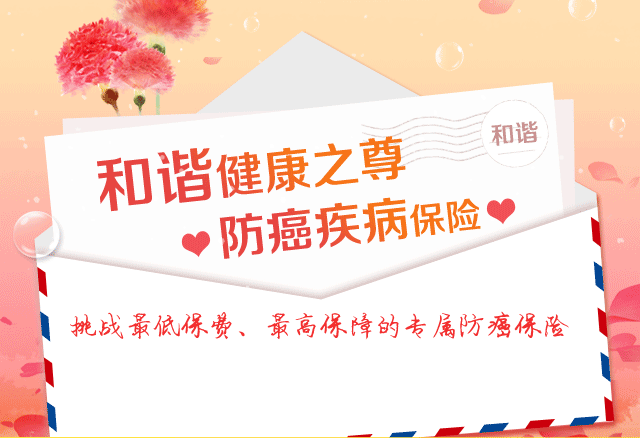 和谐
和谐健康之尊
防癌疾病保险
挑战最低保费、最高保障的专属防癌保险